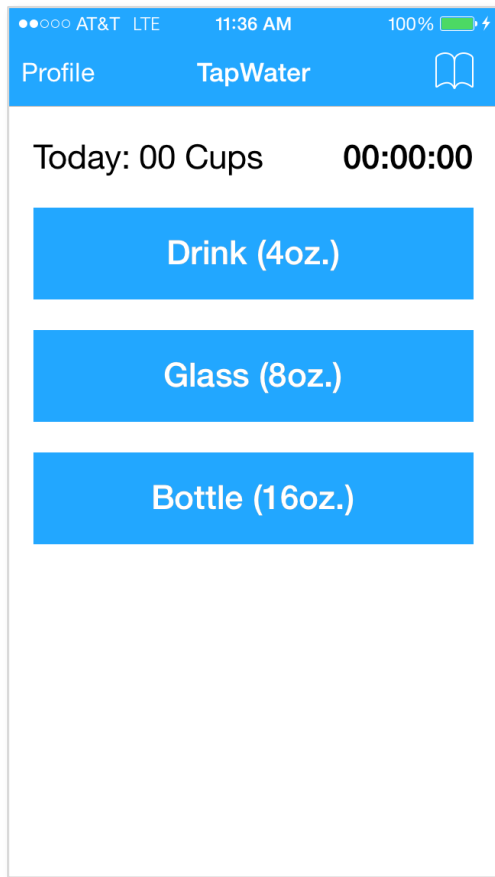 AT&T LTE 11:36 AM 100%
Profile TapWater
Today: 00 Cups 00:00:00
Drink (4oz.)
Glass (8oz.)
Bottle (16oz.)